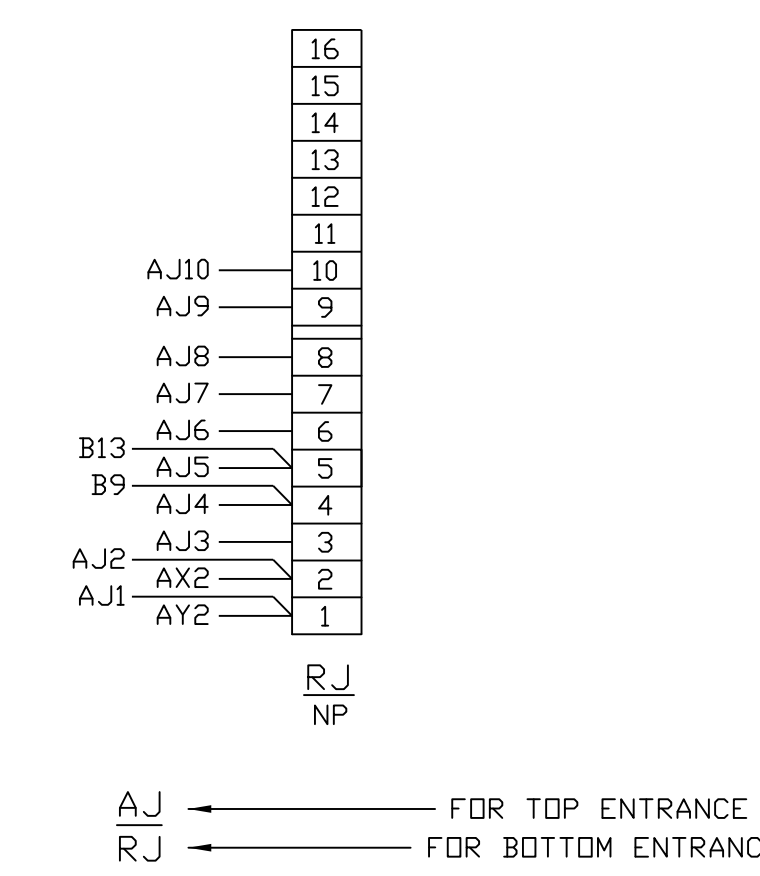 16
15
14
13
12
11
AJ10 10
AJ9 9
AJ8 8
AJ7 7
AJ6 6
B13
AJ5 5
B9
AJ4 4
AJ3 3
AJ2
AX2 2
AJ1
AY2 1
RJ
NP
AJ FOR TOP ENTRANCE
RJ FOR BOTTOM ENTRANC